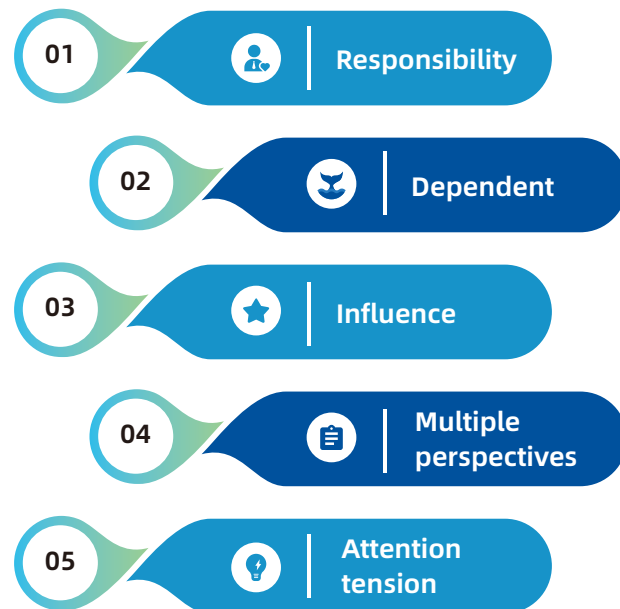 01
Responsibility
02
Dependent
03
Influence
04
Multiple
perspectives
05
Attention
tension